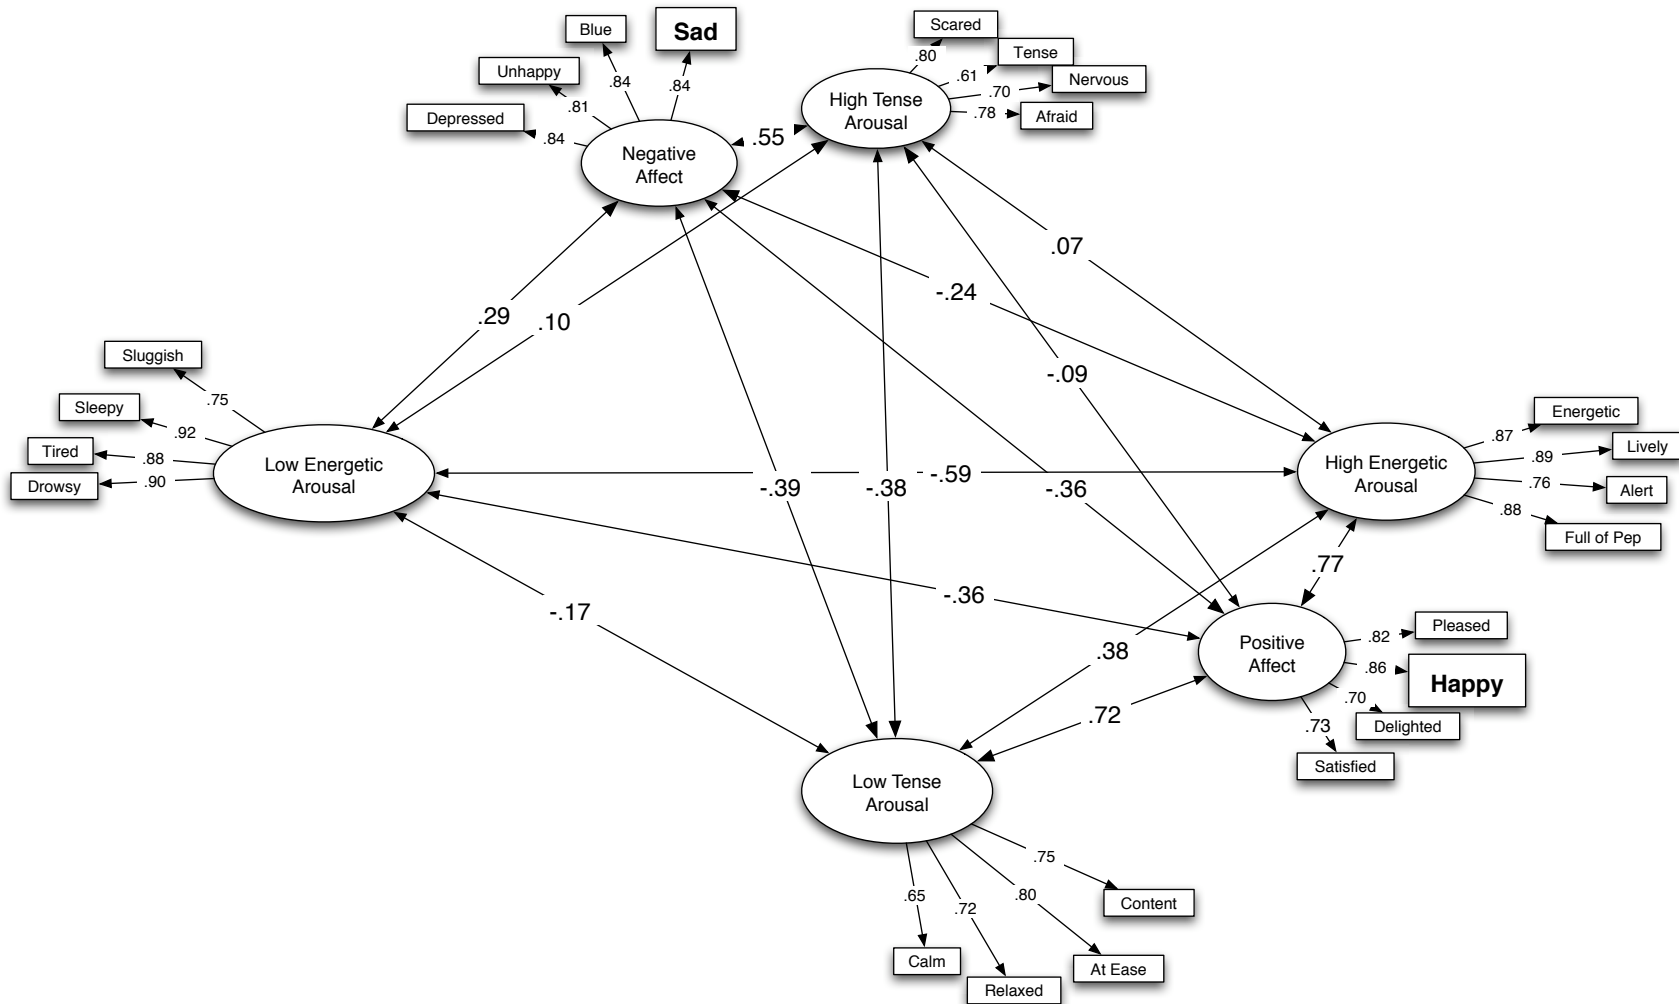 Scared
Blue
Sad
Tense
.80
Unhappy
.61
Nervous
.84
.84
.70
High Tense
Arousal
.81
.78
Afraid
Depressed
.84
.55
Negative
Affect
.07
-.24
.29
.10
Sluggish
-.09
.75
Sleepy
Energetic
.92
.87
Tired
.88
Lively
.89
Low Energetic
Arousal
-.59
High Energetic
Arousal
Drowsy
.90
-.39
-.38
-.36
.76
Alert
.88
Full of Pep
.77
-.36
-.17
Pleased
.82
Positive
Affect
.38
.86
Happy
.70
.72
.73
Delighted
Satisfied
Low Tense
Arousal
.75
.65
.80
.72
Content
Calm
At Ease
Relaxed